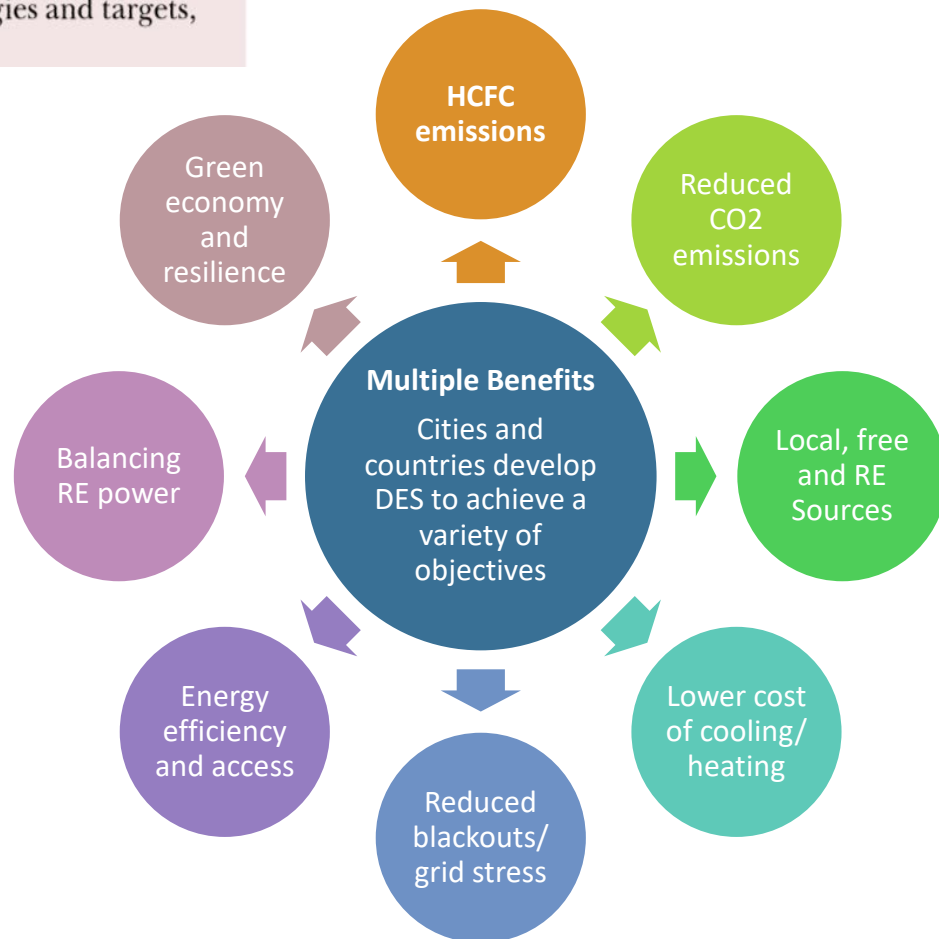 gies and targets,
HCFC
emissions
Reduced
CO2
emissions
Local, free
and RE
Sources
Lower cost
of cooling/
heating
Reduced
blackouts/
grid stress
Energy
efficiency
and access
Balancing
RE power
Green
economy
and
resilience
Multiple Benefits
Cities and
countries develop
DES to achieve a
variety of
objectives